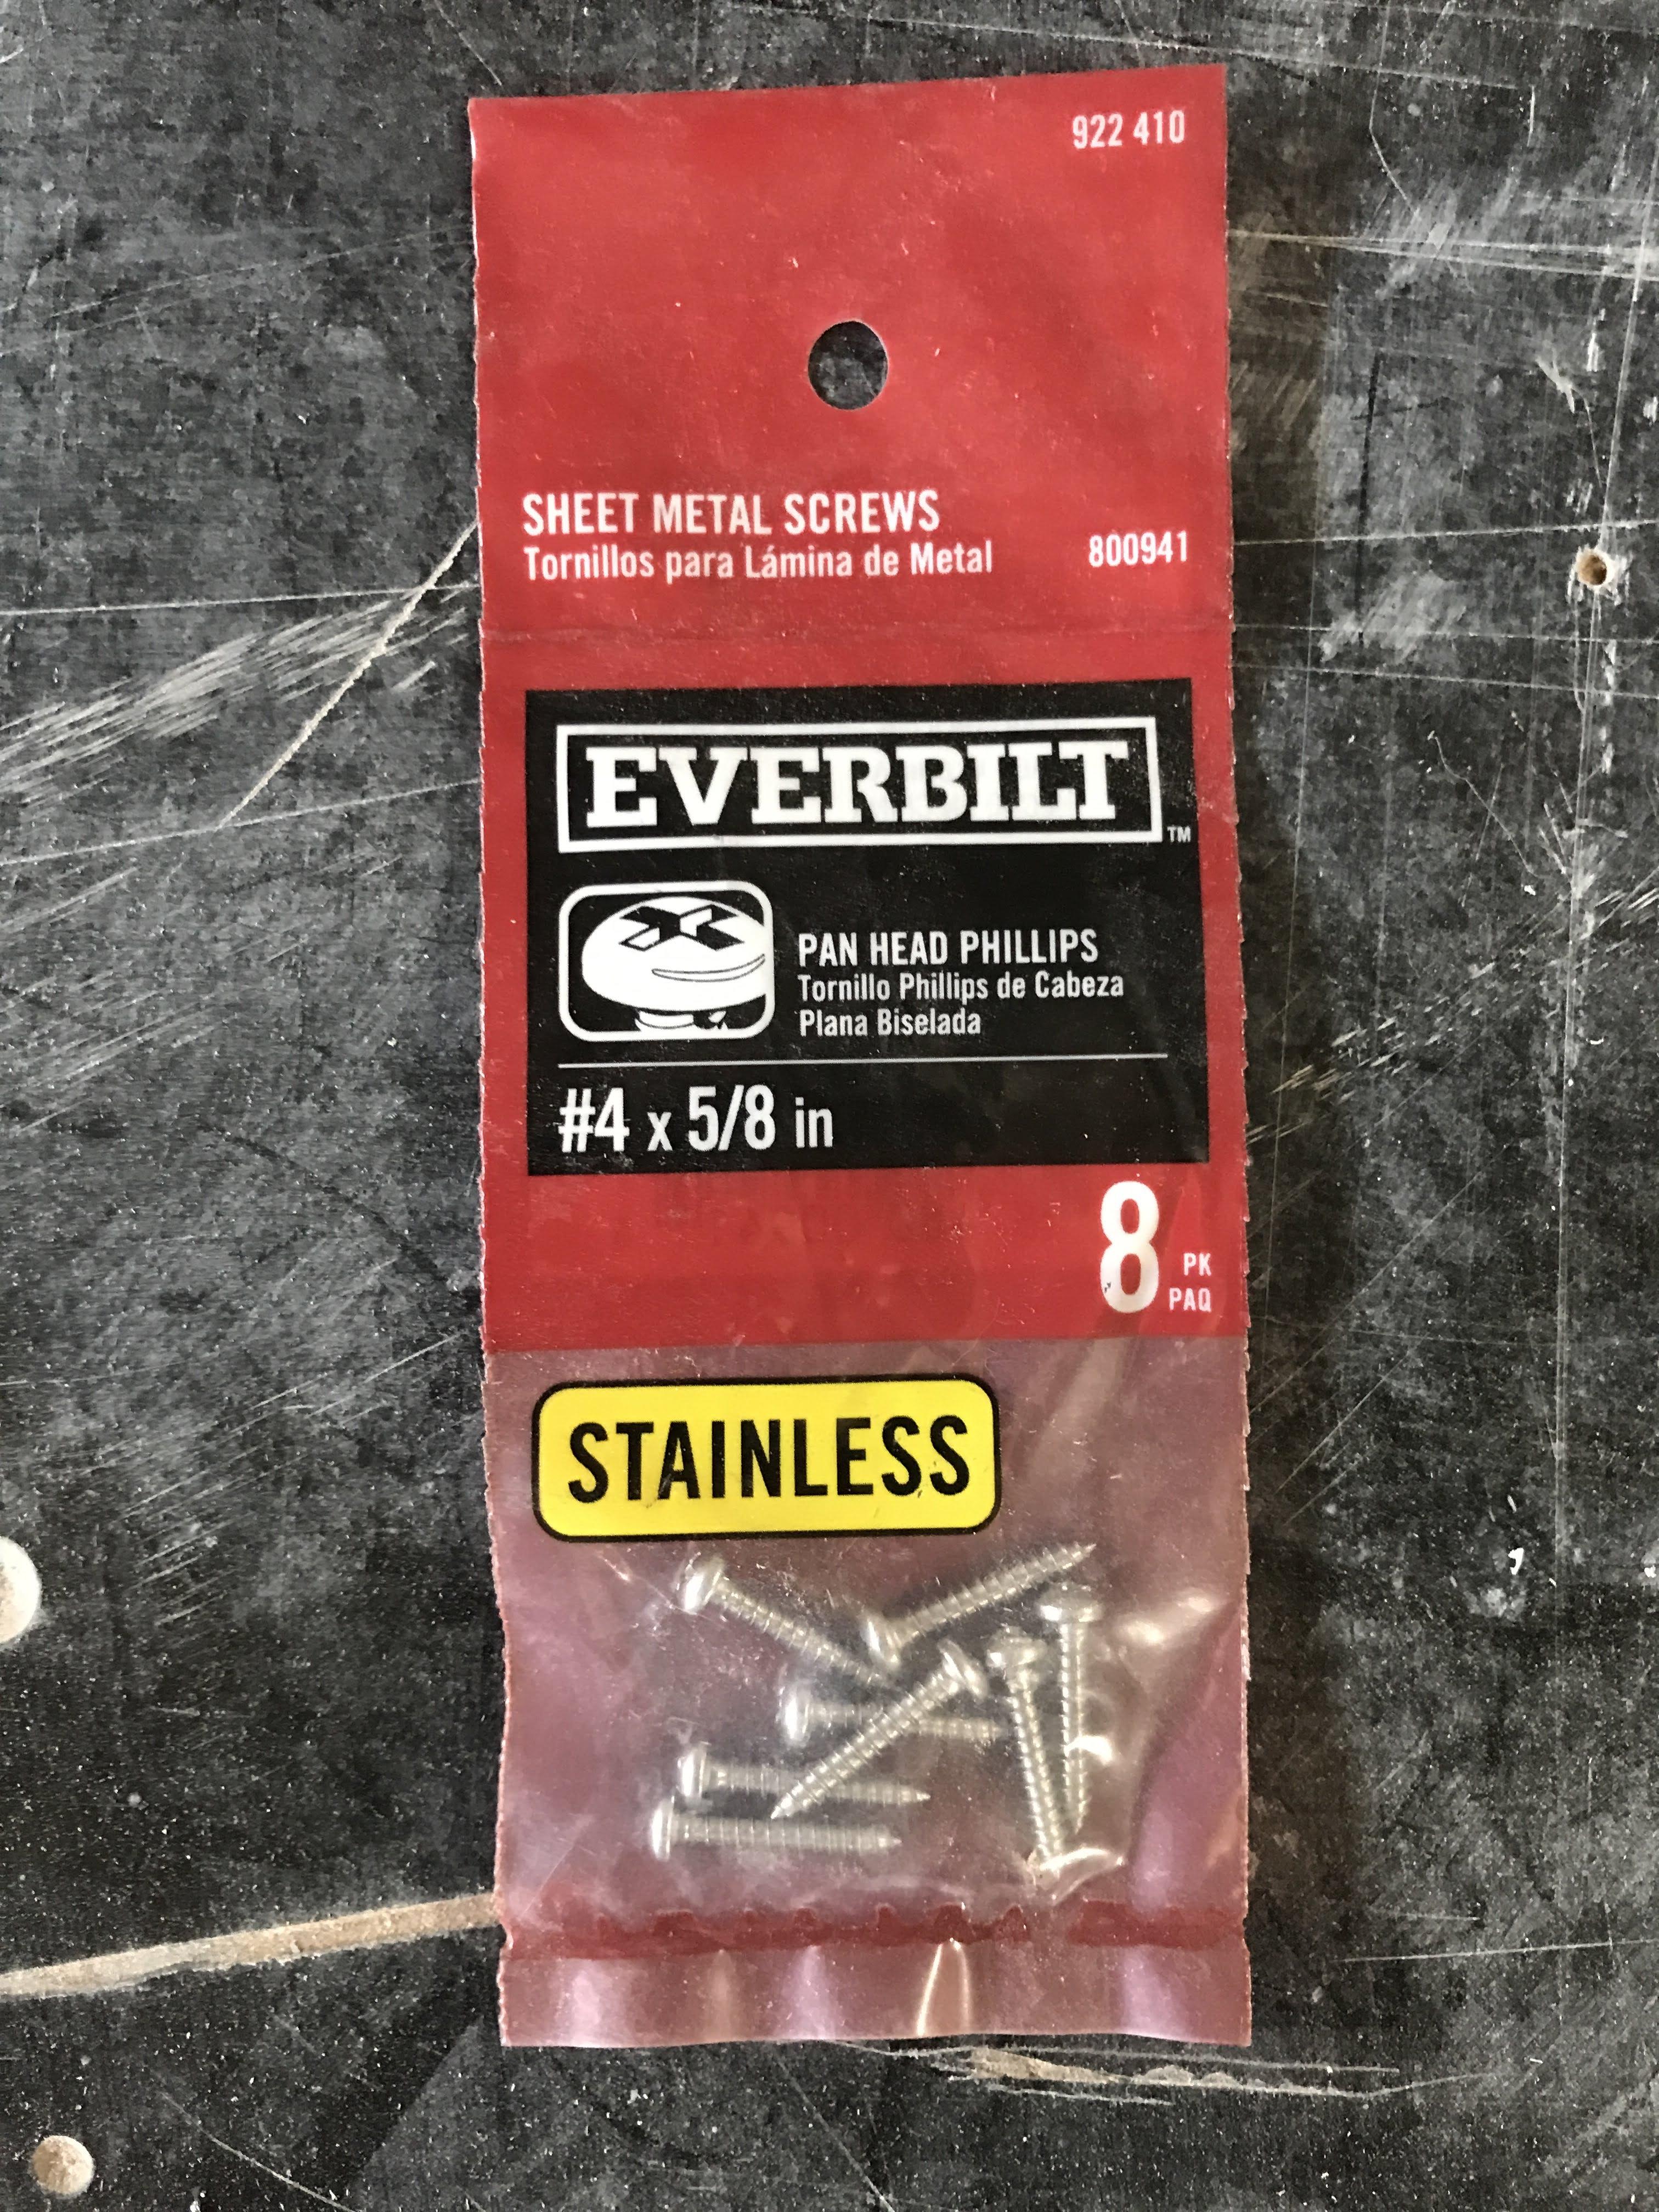 922 410
SHEET METAL SCREWS
Tornillos para Lámina de Metal
800941
EVERBILT
™
PAN HEAD PHILLIPS
Tornillo Phillips de Cabeza
Plana Biselada
#4 x 5/8 in
8 PK
PAQ
STAINLESS